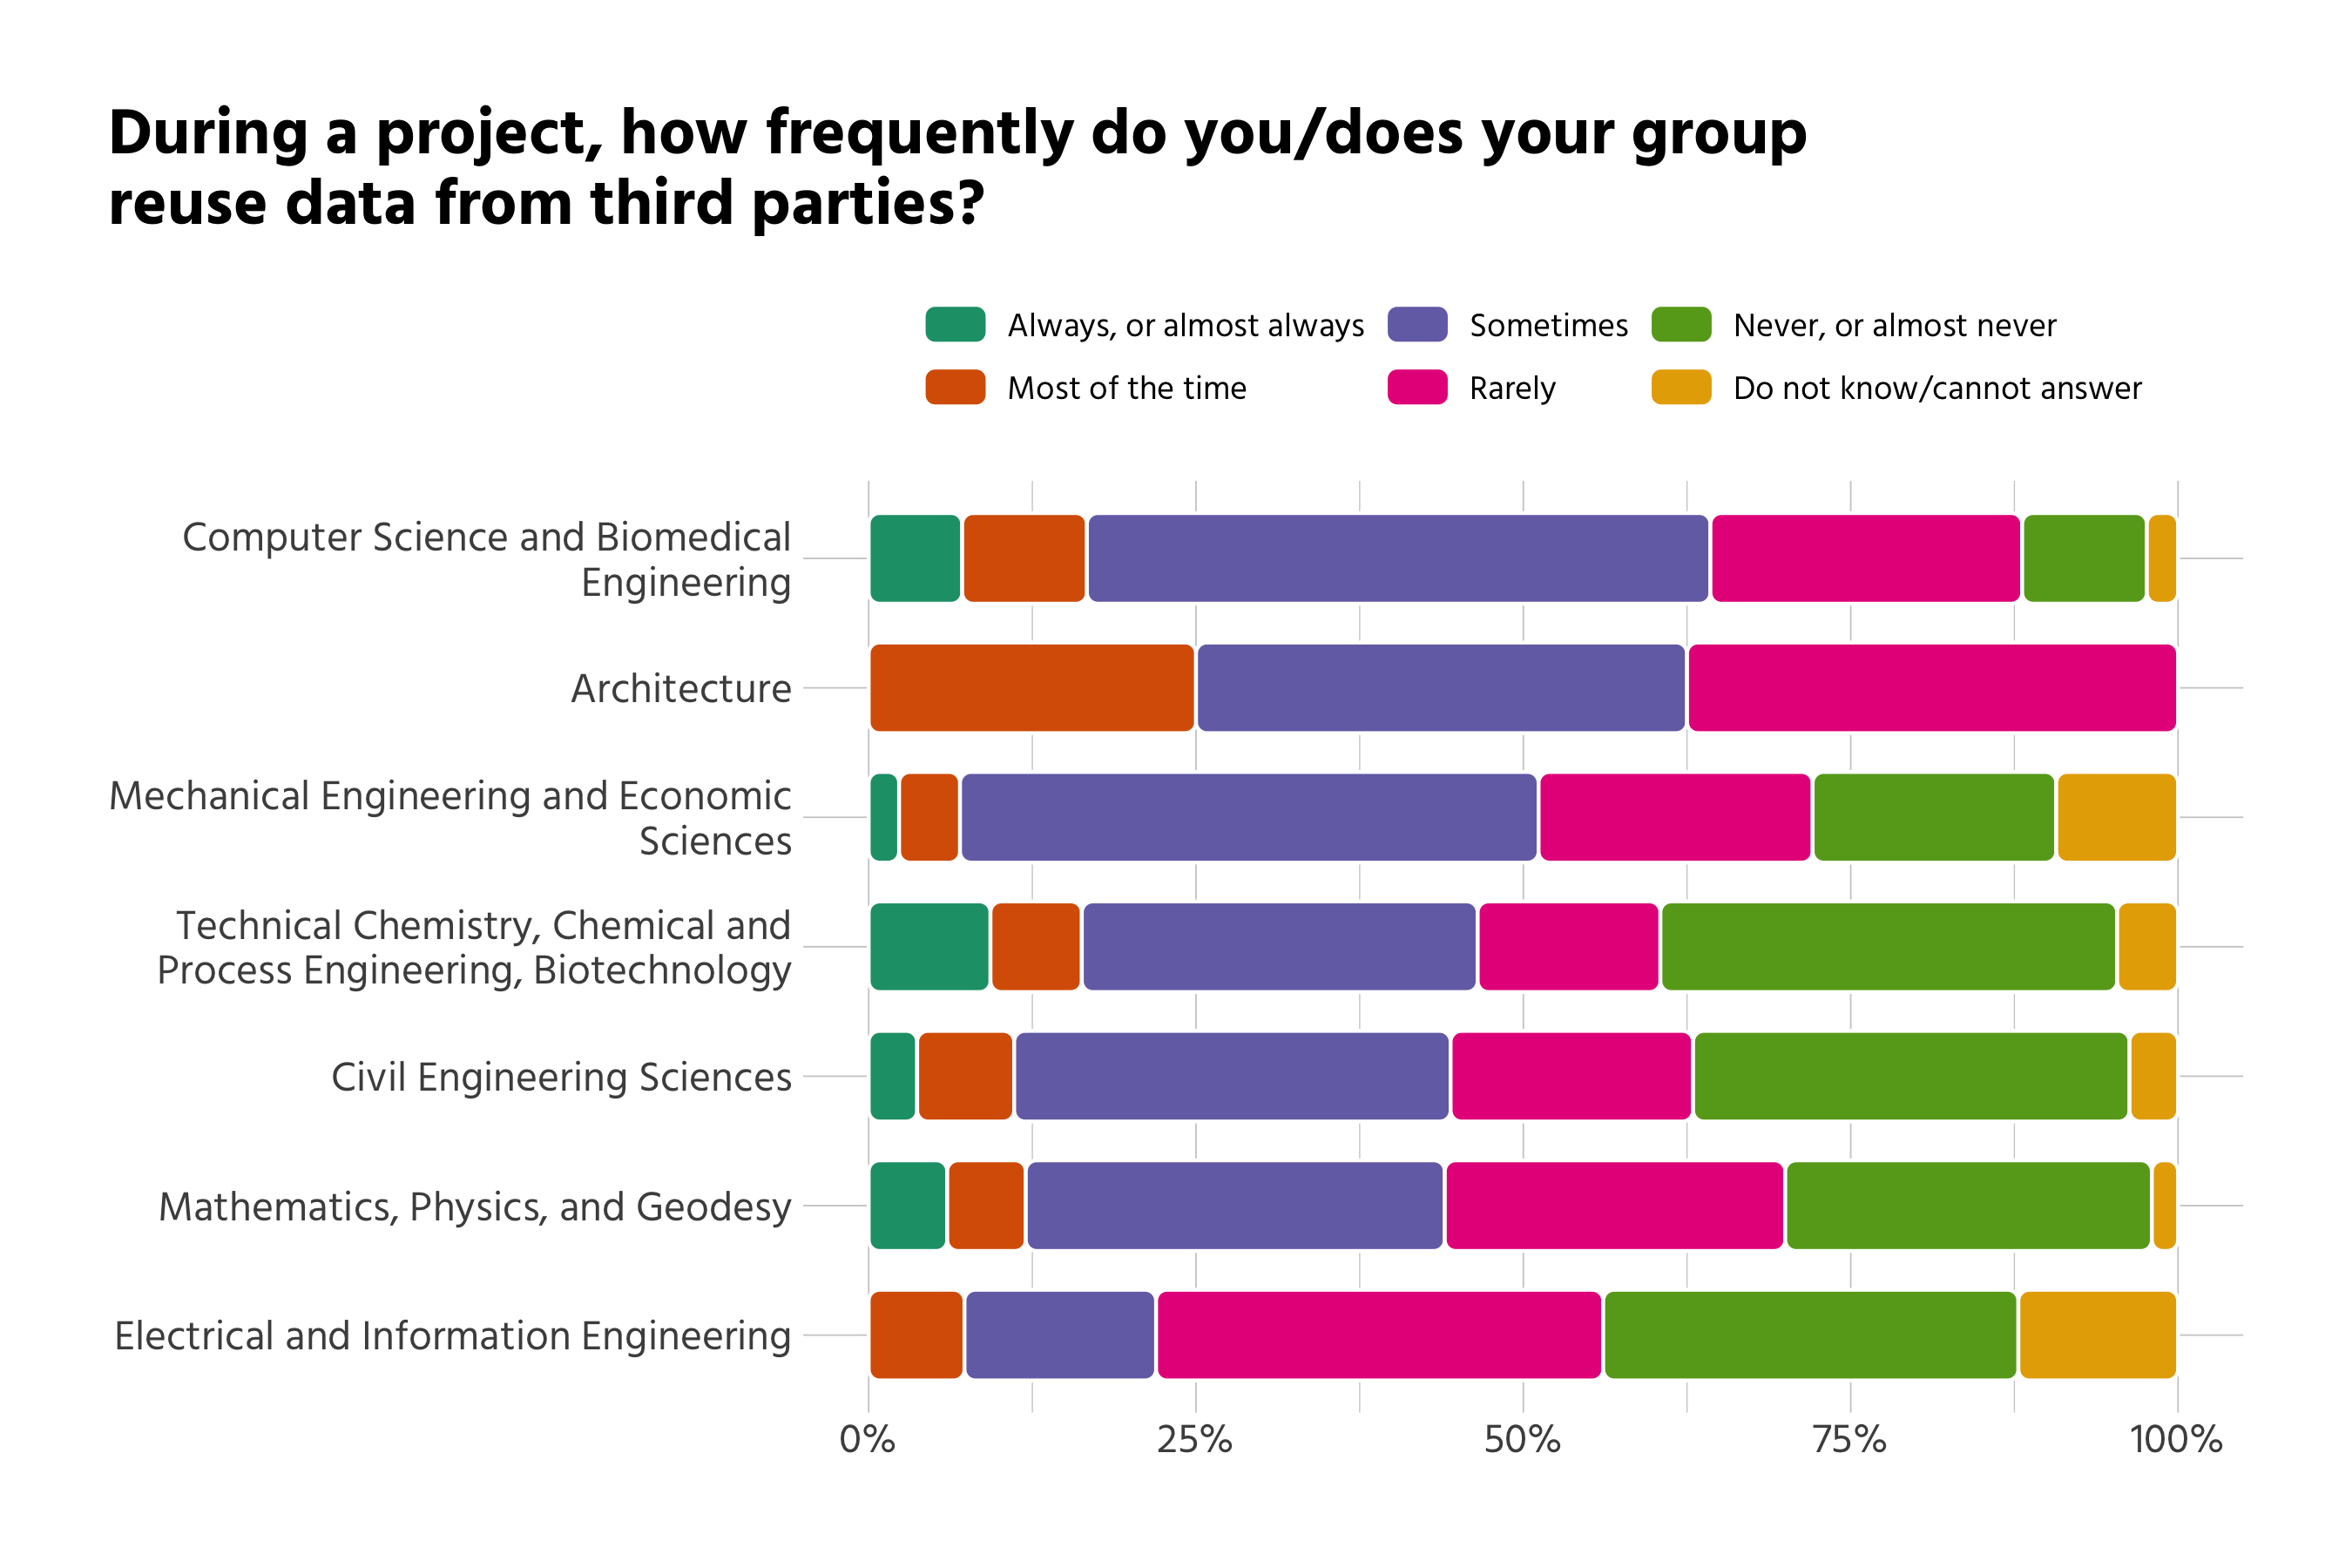 During a project, how frequently do you/does your group
reuse data from third parties?
Always, or almost always
Sometimes
Never, or almost never
Most of the time
Rarely
Do not know/cannot answer
Computer Science and Biomedical
Engineering
Architecture
Mechanical Engineering and Economic
Sciences
Technical Chemistry, Chemical and
Process Engineering, Biotechnology
Civil Engineering Sciences
Mathematics, Physics, and Geodesy
Electrical and Information Engineering
0%
25%
50%
75%
100%